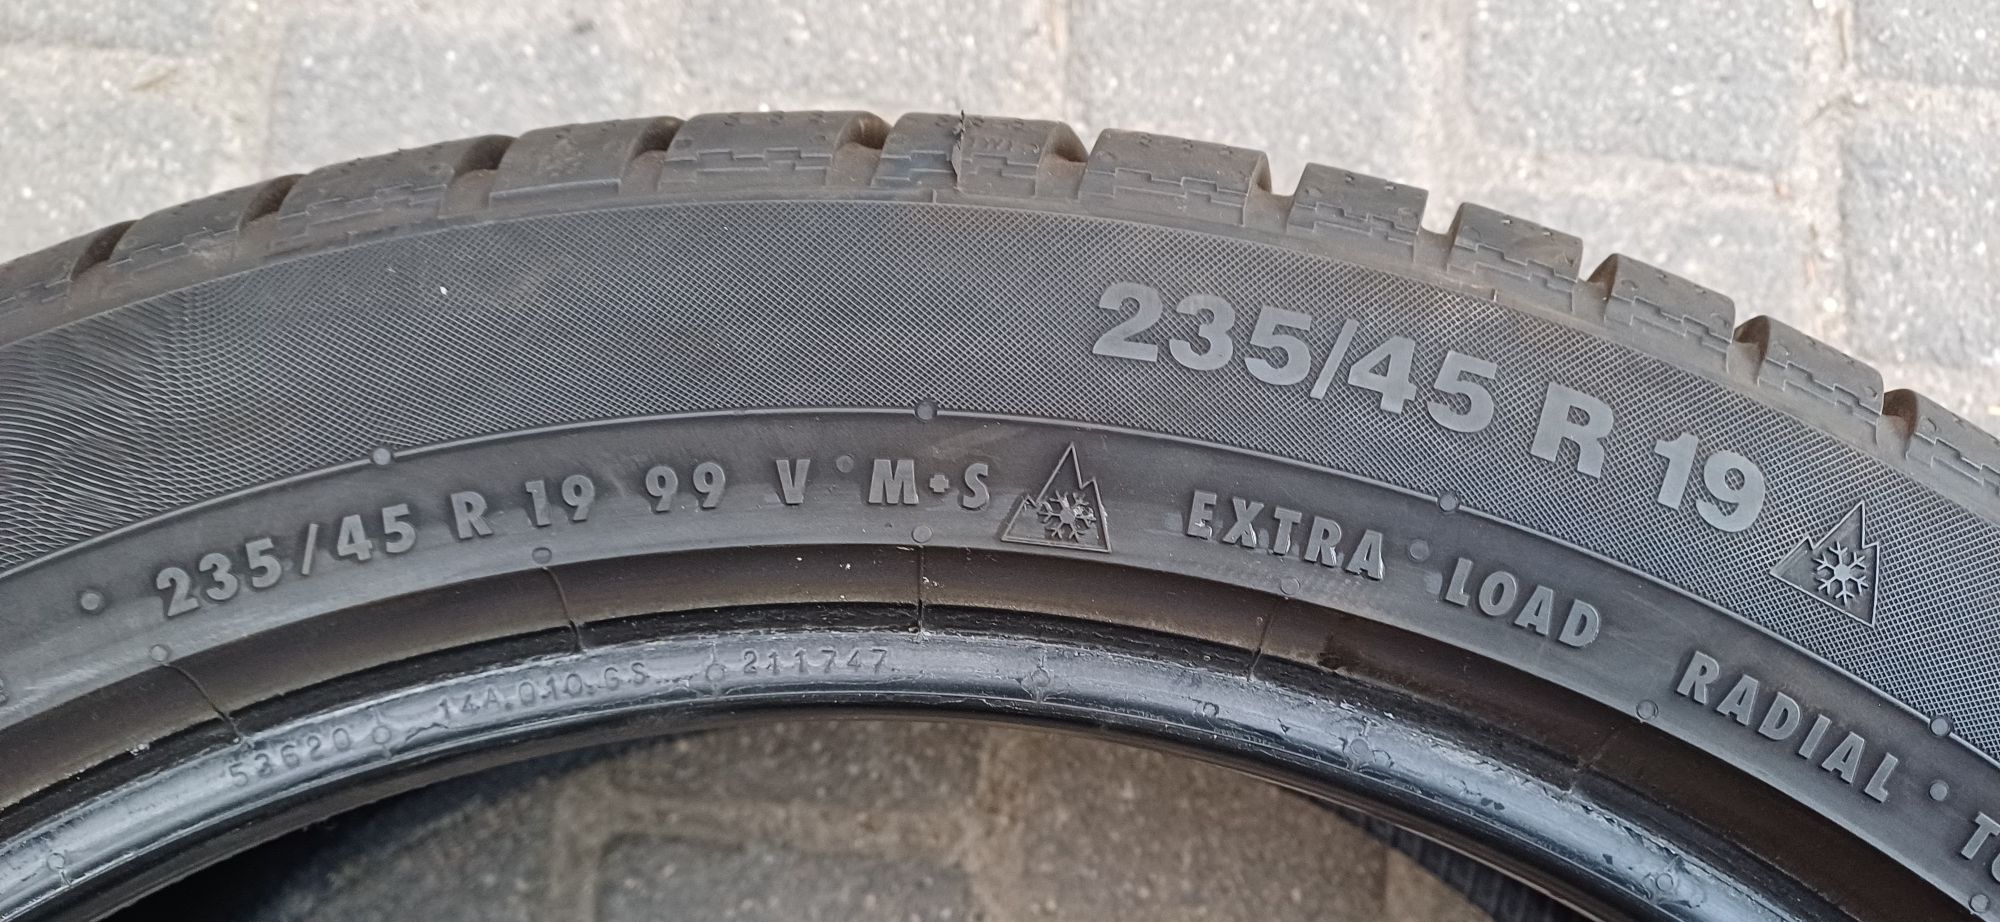 235/45 R 19
235/45 R 19 99 V M+S EXTRA LOAD RADIAL
53620 14A.010.GS 211747